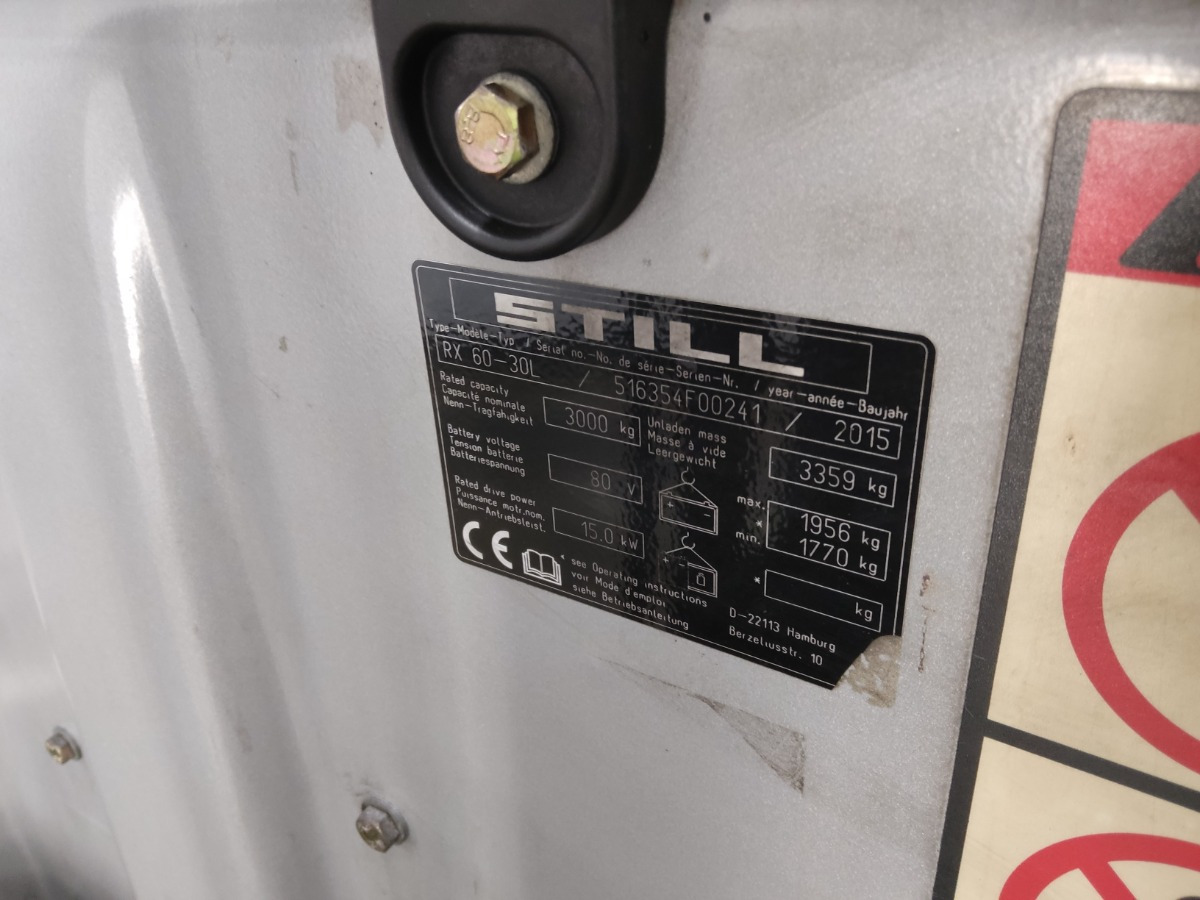 STILL
Type-Modèle-Typ / Serial no.-No. de série-Serien-Nr. / year-année-Baujahr
RX 60-30L / 516354F00241 / 2015
Rated capacity
Capacité nominale
Nenn-Tragfähigkeit
3000 kg
Unladen mass
Masse à vide
Leergewicht
3359 kg
Battery voltage
Tension batterie
Batteriespannung
80 V
+ -
max.
*
min.
1956 kg
1770 kg
Rated drive power
Puissance motr.nom.
Nenn-Antriebsleist.
15.0 kW
+ -
*
kg
CE
* see Operating instructions
voir Mode d'emploi
siehe Betriebsanleitung
D-22113 Hamburg
Berzeliusstr. 10